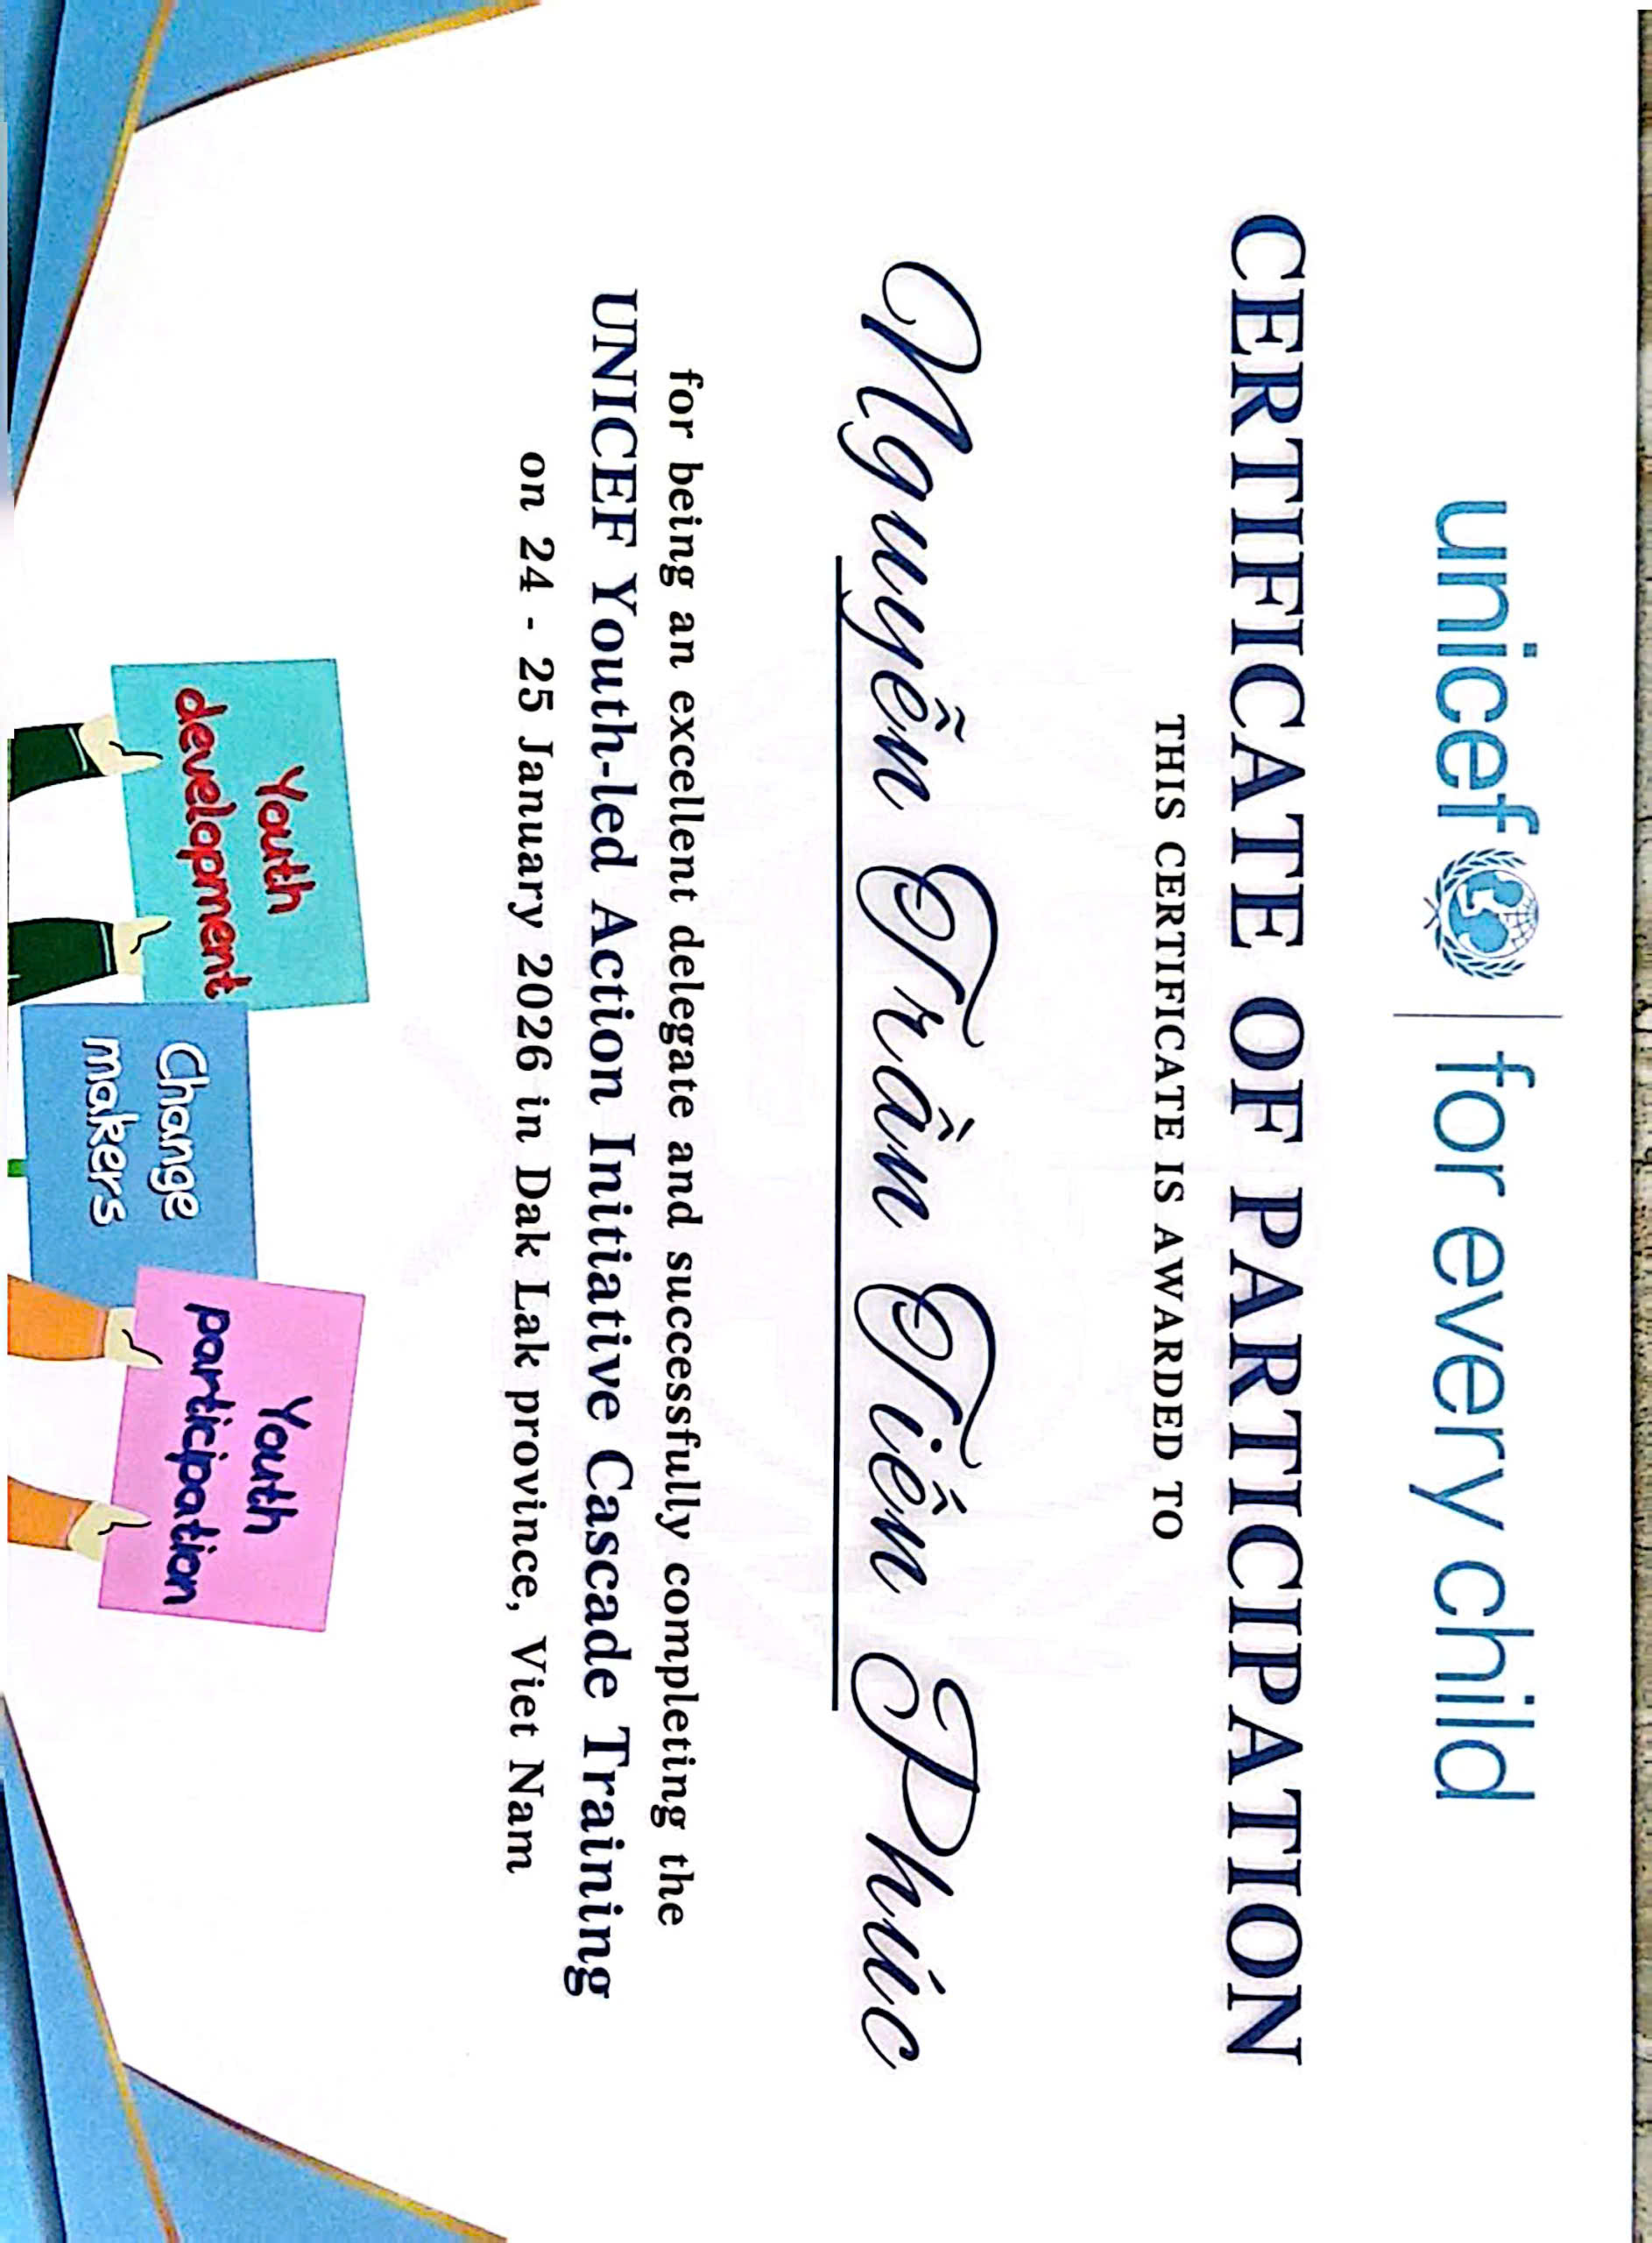 unicef for every child
CERTIFICATE OF PARTICIPATION
THIS CERTIFICATE IS AWARDED TO
Nguyễn Trần Tiến Phúc
for being an excellent delegate and successfully completing the
UNICEF Youth-led Action Initiative Cascade Training
on 24 - 25 January 2026 in Dak Lak province, Viet Nam
Youth
development
Change
makers
Youth
participation